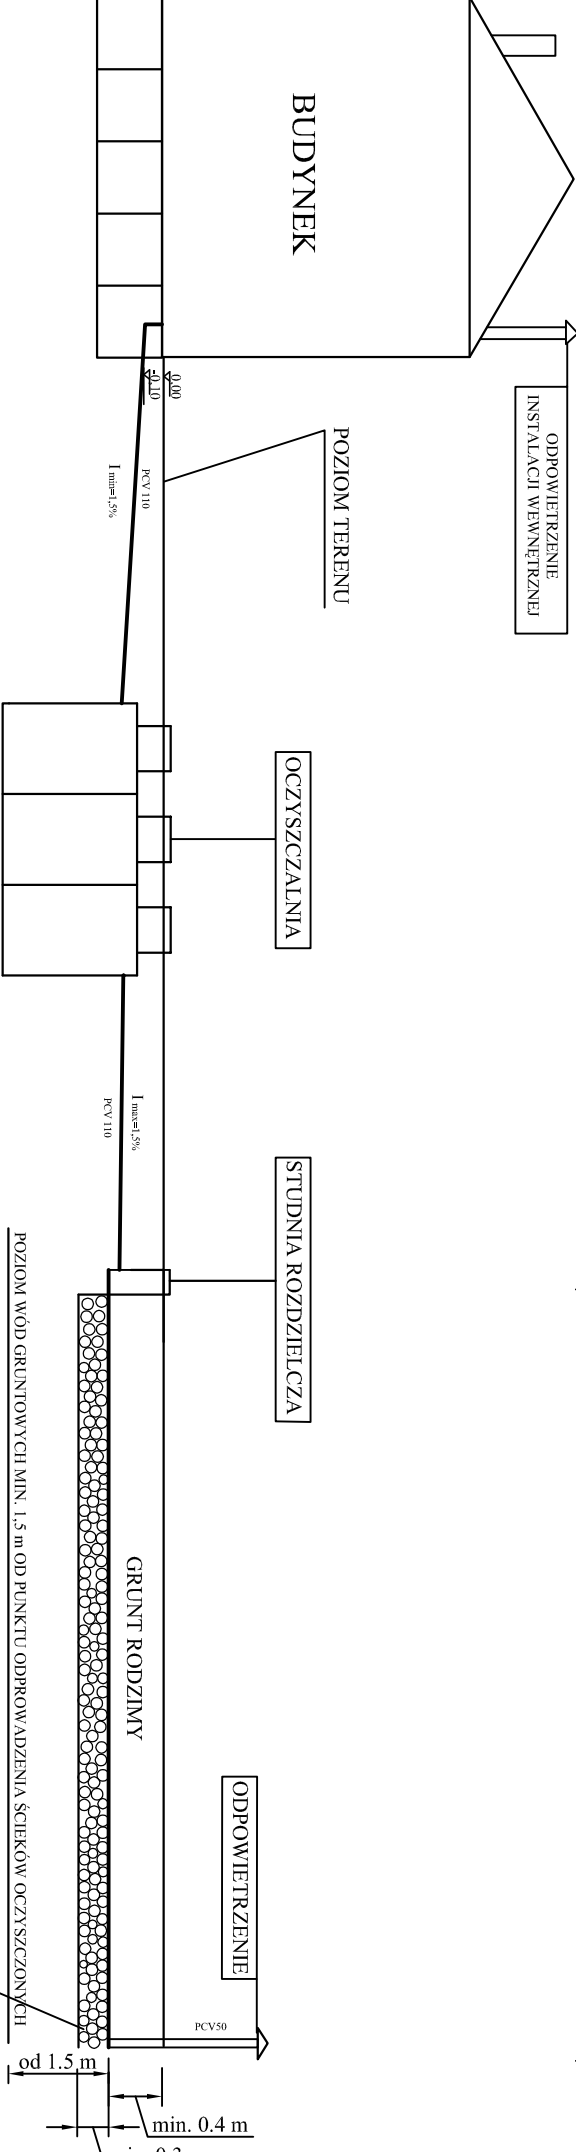 BUDYNEK
ODPOWIETRZENIE
INSTALACJI WEWNĘTRZNEJ
0.00
-0.10
POZIOM TERENU
PCV 110
I min=1,5%
OCZYSZCZALNIA
I max=1,5%
PCV 110
STUDNIA ROZDZIELCZA
GRUNT RODZIMY
POZIOM WÓD GRUNTOWYCH MIN. 1,5 m OD PUNKTU ODPROWADZENIA ŚCIEKÓW OCZYSZCZONYCH
ODPOWIETRZENIE
PCV50
od 1.5 m
min. 0.4 m